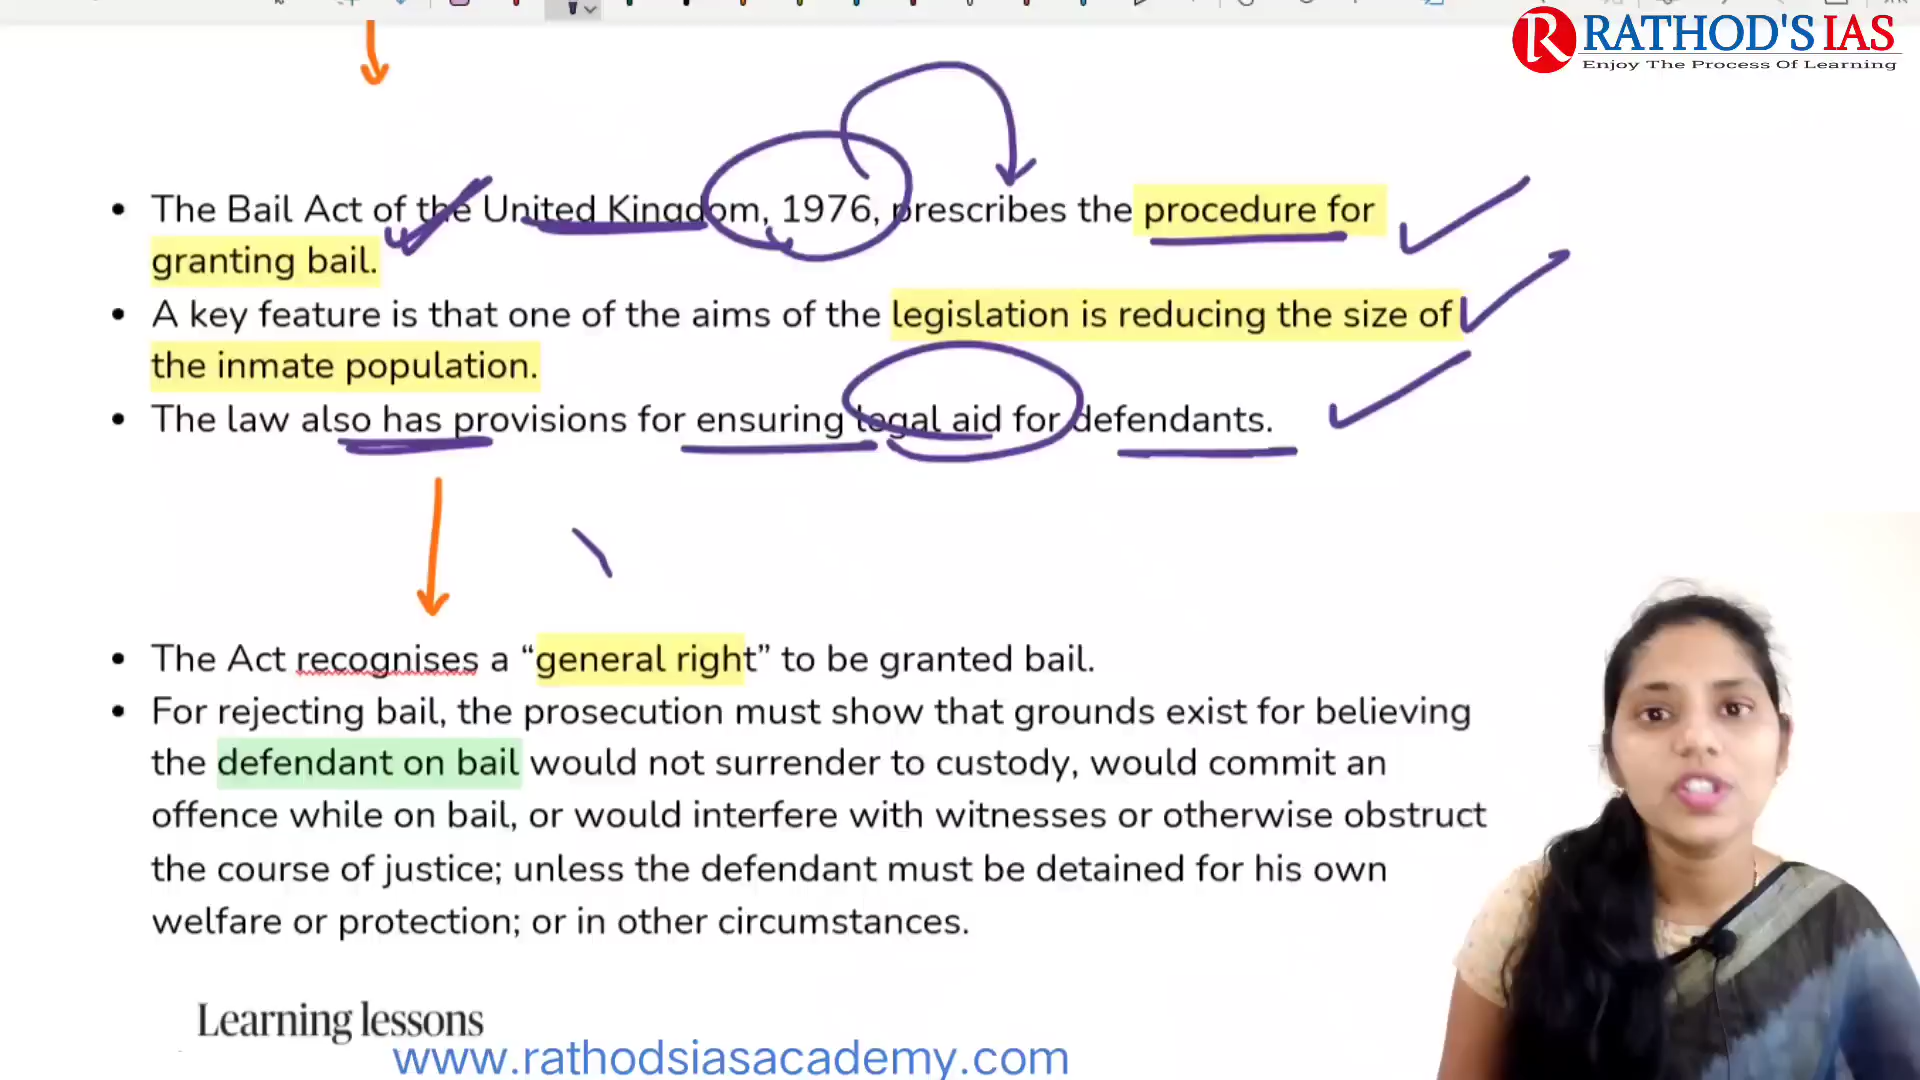 RATHOD'S IAS
Enjoy The Process Of Learning
• The Bail Act of the United Kingdom, 1976, prescribes the procedure for
granting bail.
• A key feature is that one of the aims of the legislation is reducing the size of
the inmate population.
• The law also has provisions for ensuring legal aid for defendants.
• The Act recognises a “general right” to be granted bail.
• For rejecting bail, the prosecution must show that grounds exist for believing
the defendant on bail would not surrender to custody, would commit an
offence while on bail, or would interfere with witnesses or otherwise obstruct
the course of justice; unless the defendant must be detained for his own
welfare or protection; or in other circumstances.
Learning lessons
www.rathodsiasacademy.com